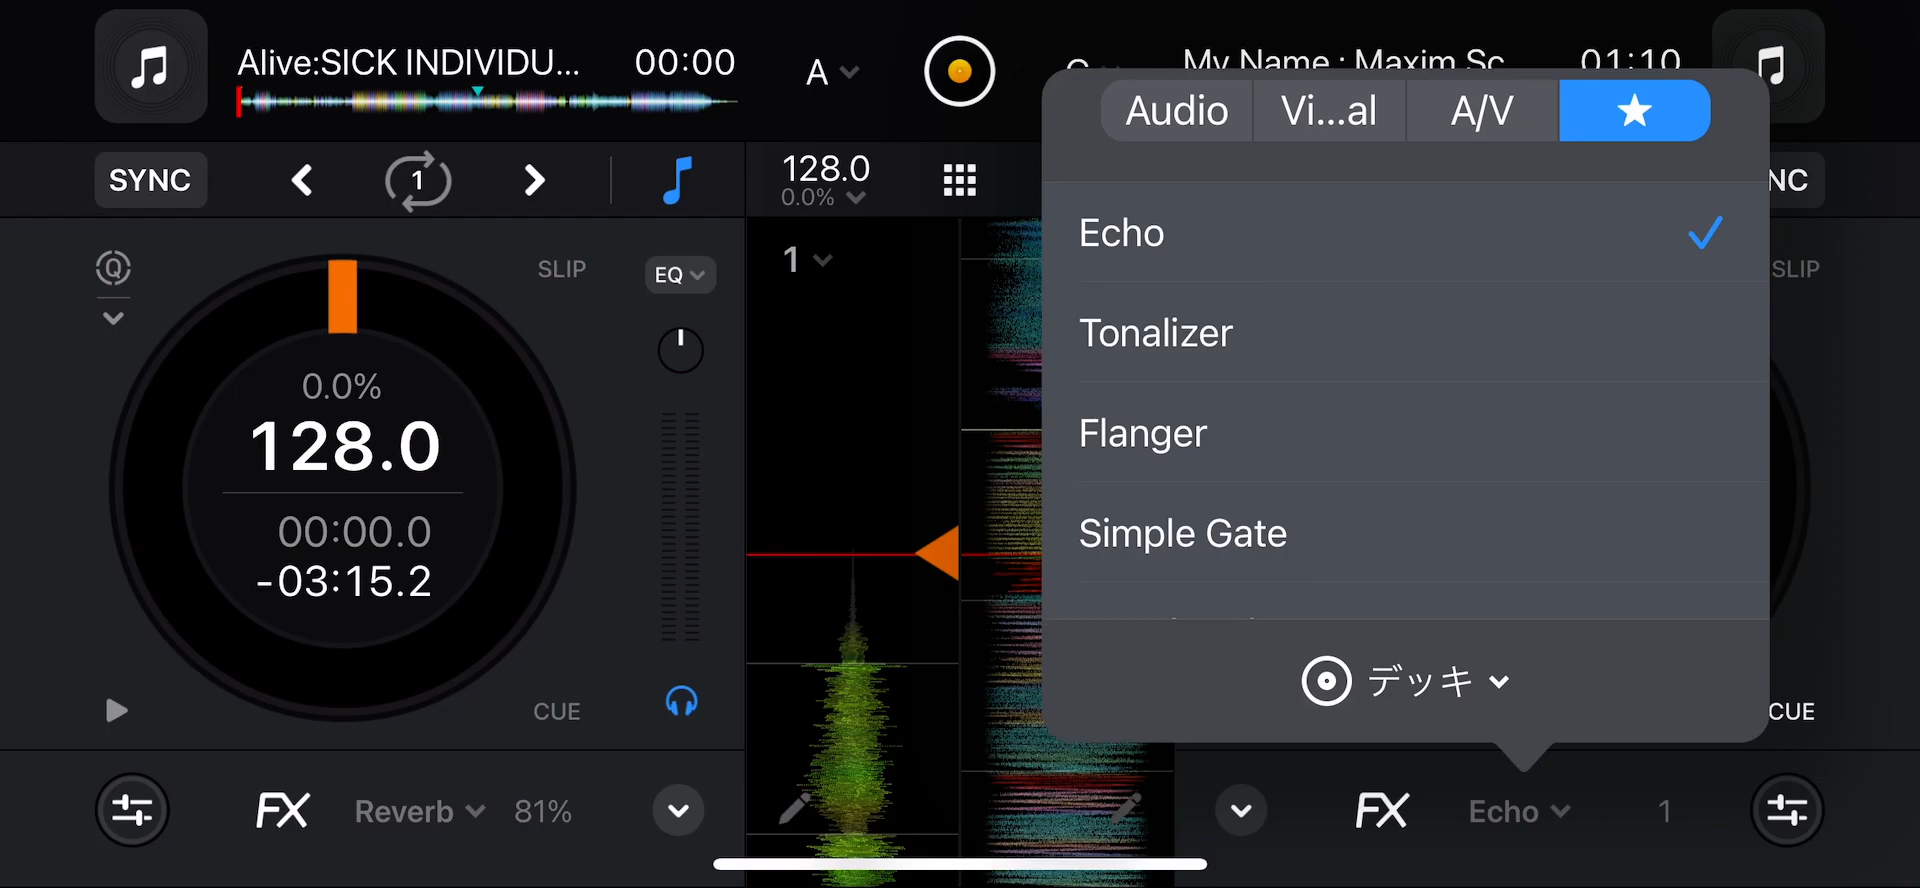 Alive:SICK INDIVIDU...
00:00
A
My Name : Maxim Sc
01:10
Audio
Vi...al
A/V
SYNC
1
128.0
0.0%
NC
1
Q
SLIP
EQ
SLIP
Echo
Tonalizer
Flanger
Simple Gate
0.0%
128.0
00:00.0
-03:15.2
デッキ
CUE
CUE
FX
Reverb
81%
FX
Echo
1